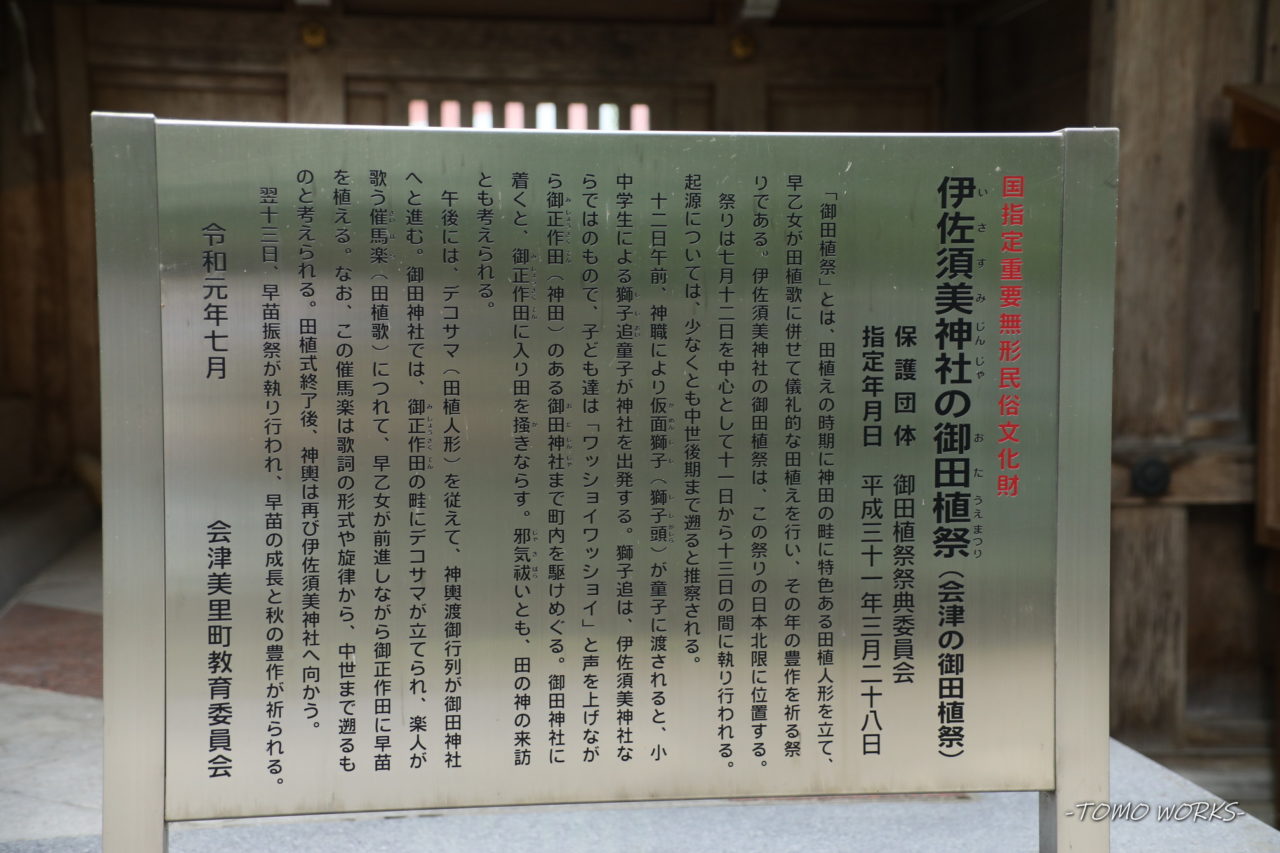 国指定重要無形民俗文化財
伊佐須美神社の御田植祭（会津の御田植祭）
保護団体　御田植祭祭典委員会
指定年月日　平成三十一年三月二十八日
「御田植祭」とは、田植えの時期に神田の畦に特色ある田植人形を立て、
早乙女が田植歌に併せて儀礼的な田植えを行い、その年の豊作を祈る祭
りである。伊佐須美神社の御田植祭は、この祭りの日本北限に位置する。
祭りは七月十二日を中心として十一日から十三日の間に執り行われる。
起源については、少なくとも中世後期まで遡ると推察される。
十二日午前、神職により仮面獅子（獅子頭）が童子に渡されると、小
中学生による獅子追童子が神社を出発する。獅子追は、伊佐須美神社な
らではのもので、子ども達は「ワッショイワッショイ」と声を上げなが
ら御正作田（神田）のある御田神社まで町内を駆けめぐる。御田神社に
着くと、御正作田に入り田を掻きならす。邪気祓いとも、田の神の来訪
とも考えられる。
午後には、デコサマ（田植人形）を従えて、神輿渡御行列が御田神社
へと進む。御田神社では、御正作田の畦にデコサマが立てられ、楽人が
歌う催馬楽（田植歌）につれて、早乙女が前進しながら御正作田に早苗
を植える。なお、この催馬楽は歌詞の形式や旋律から、中世まで遡るも
のと考えられる。田植式終了後、神輿は再び伊佐須美神社へ向かう。
翌十三日、早苗振祭が執り行われ、早苗の成長と秋の豊作が祈られる。
令和元年七月　会津美里町教育委員会
-TOMO WORKS-